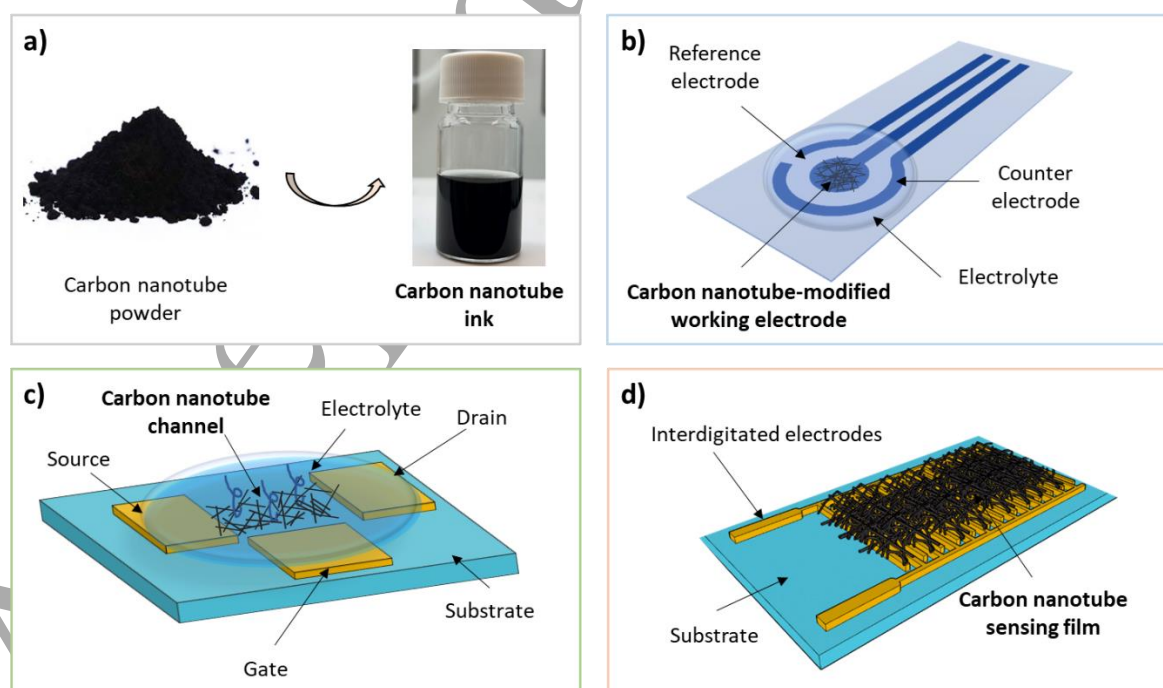 a)
Carbon nanotube
powder
Carbon nanotube
ink
b)
Reference
electrode
Counter
electrode
Electrolyte
Carbon nanotube-modified
working electrode
c)
Carbon nanotube
channel
Electrolyte
Drain
Source
Substrate
Gate
d)
Interdigitated electrodes
Substrate
Carbon nanotube
sensing film